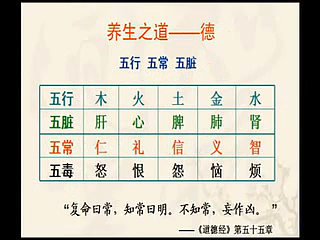 养生之道——德
五行 五常 五脏
五行 木 火 土 金 水
五脏 肝 心 脾 肺 肾
五常 仁 礼 信 义 智
五毒 怒 恨 怨 恼 烦
“复命曰常，知常曰明。不知常，妄作凶。 ”
——《道德经》第五十五章